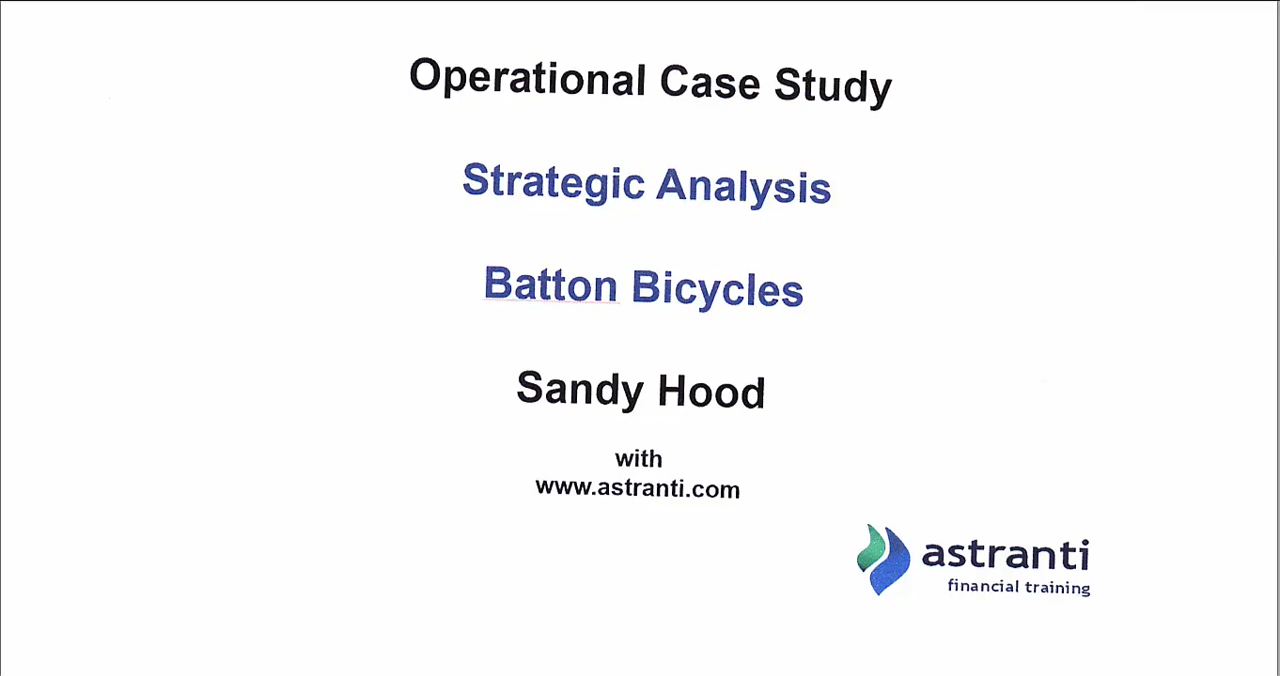 Operational Case Study
Strategic Analysis
Batton Bicycles
Sandy Hood
with
www.astranti.com
astranti
financial training